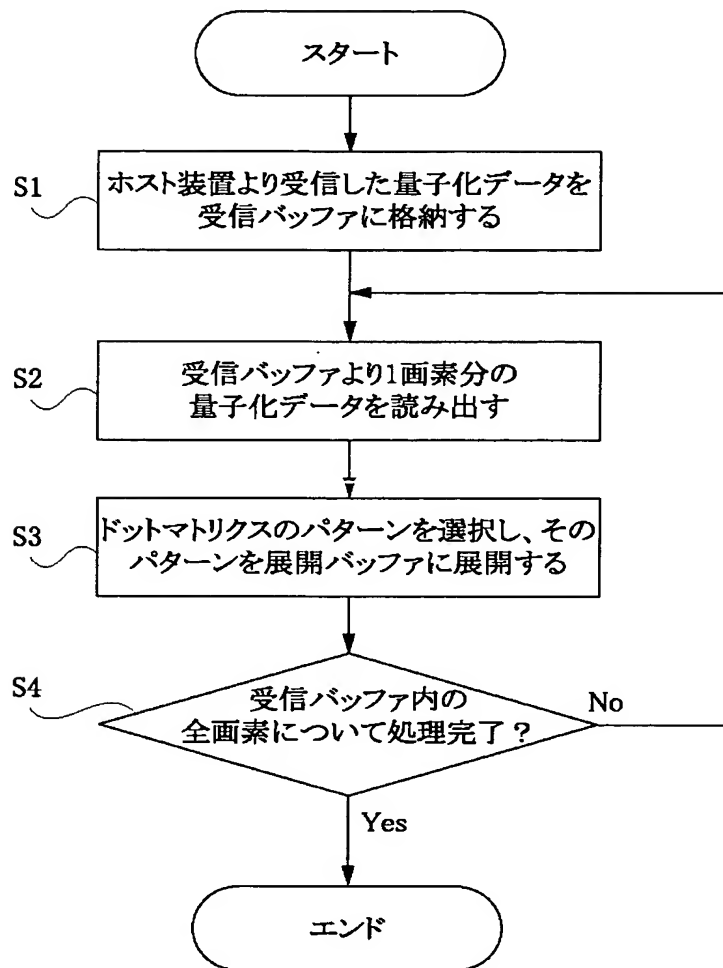 スタート
S1
ホスト装置より受信した量子化データを
受信バッファに格納する
S2
受信バッファより1画素分の
量子化データを読み出す
S3
ドットマトリクスのパターンを選択し、その
パターンを展開バッファに展開する
S4
受信バッファ内の
全画素について処理完了？
No
Yes
エンド